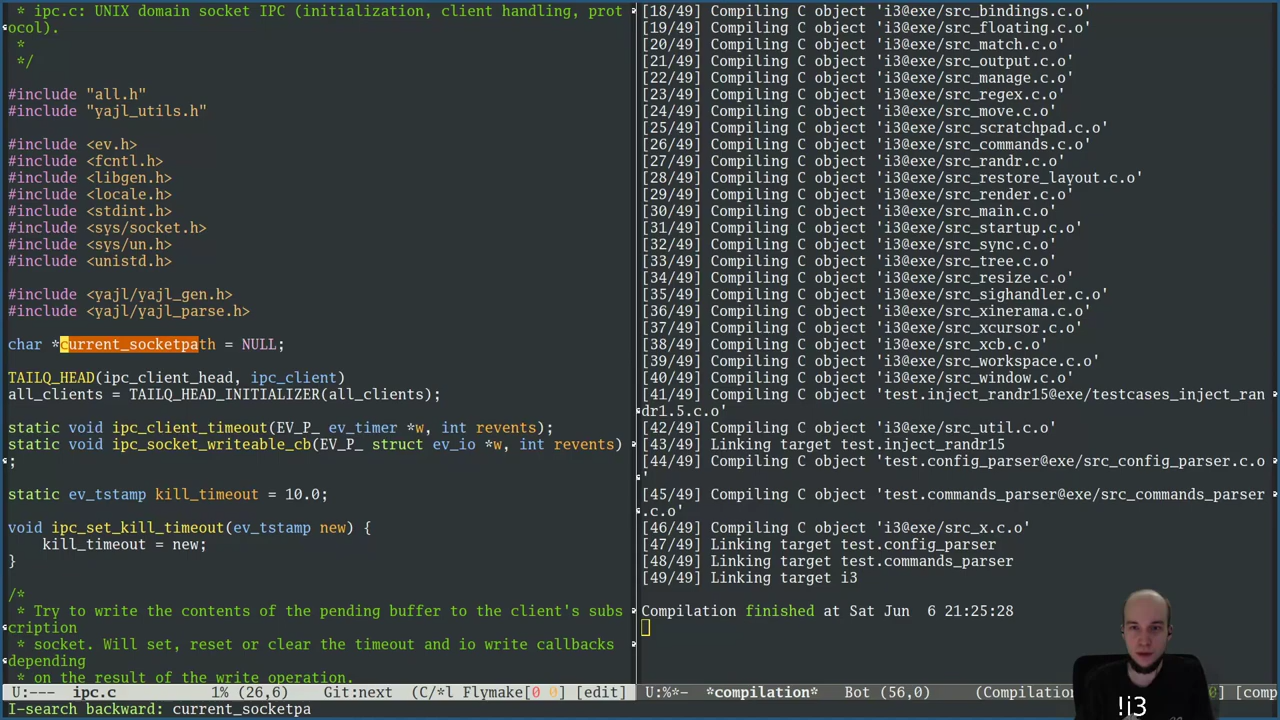 * ipc.c: UNIX domain socket IPC (initialization, client handling, prot
ocol).
 *
 */
#include "all.h"
#include "yajl_utils.h"
#include <ev.h>
#include <fcntl.h>
#include <libgen.h>
#include <locale.h>
#include <stdint.h>
#include <sys/socket.h>
#include <sys/un.h>
#include <unistd.h>
#include <yajl/yajl_gen.h>
#include <yajl/yajl_parse.h>
char *current_socketpath = NULL;
TAILQ_HEAD(ipc_client_head, ipc_client)
all_clients = TAILQ_HEAD_INITIALIZER(all_clients);
static void ipc_client_timeout(EV_P_ ev_timer *w, int revents);
static void ipc_socket_writeable_cb(EV_P_ struct ev_io *w, int revents)
;
static ev_tstamp kill_timeout = 10.0;
void ipc_set_kill_timeout(ev_tstamp new) {
    kill_timeout = new;
}
/*
 * Try to write the contents of the pending buffer to the client's subs
cription
 * socket. Will set, reset or clear the timeout and io write callbacks
depending
 * on the result of the write operation.
U:---  ipc.c          1% (26,6)     Git:next  (C/*l Flymake[0 0] [edit]
I-search backward: current_socketpa
[18/49] Compiling C object 'i3@exe/src_bindings.c.o'
[19/49] Compiling C object 'i3@exe/src_floating.c.o'
[20/49] Compiling C object 'i3@exe/src_match.c.o'
[21/49] Compiling C object 'i3@exe/src_output.c.o'
[22/49] Compiling C object 'i3@exe/src_manage.c.o'
[23/49] Compiling C object 'i3@exe/src_regex.c.o'
[24/49] Compiling C object 'i3@exe/src_move.c.o'
[25/49] Compiling C object 'i3@exe/src_scratchpad.c.o'
[26/49] Compiling C object 'i3@exe/src_commands.c.o'
[27/49] Compiling C object 'i3@exe/src_randr.c.o'
[28/49] Compiling C object 'i3@exe/src_restore_layout.c.o'
[29/49] Compiling C object 'i3@exe/src_render.c.o'
[30/49] Compiling C object 'i3@exe/src_main.c.o'
[31/49] Compiling C object 'i3@exe/src_startup.c.o'
[32/49] Compiling C object 'i3@exe/src_sync.c.o'
[33/49] Compiling C object 'i3@exe/src_tree.c.o'
[34/49] Compiling C object 'i3@exe/src_resize.c.o'
[35/49] Compiling C object 'i3@exe/src_sighandler.c.o'
[36/49] Compiling C object 'i3@exe/src_xinerama.c.o'
[37/49] Compiling C object 'i3@exe/src_xcursor.c.o'
[38/49] Compiling C object 'i3@exe/src_xcb.c.o'
[39/49] Compiling C object 'i3@exe/src_workspace.c.o'
[40/49] Compiling C object 'i3@exe/src_window.c.o'
[41/49] Compiling C object 'test.inject_randr15@exe/testcases_inject_ran
dr1.5.c.o'
[42/49] Compiling C object 'i3@exe/src_util.c.o'
[43/49] Linking target test.inject_randr15
[44/49] Compiling C object 'test.config_parser@exe/src_config_parser.c.o
'
[45/49] Compiling C object 'test.commands_parser@exe/src_commands_parser
.c.o'
[46/49] Compiling C object 'i3@exe/src_x.c.o'
[47/49] Linking target test.config_parser
[48/49] Linking target test.commands_parser
[49/49] Linking target i3
Compilation finished at Sat Jun  6 21:25:28
U:%*-  *compilation*   Bot (56,0)     (Compilation 0] [comp
!i3